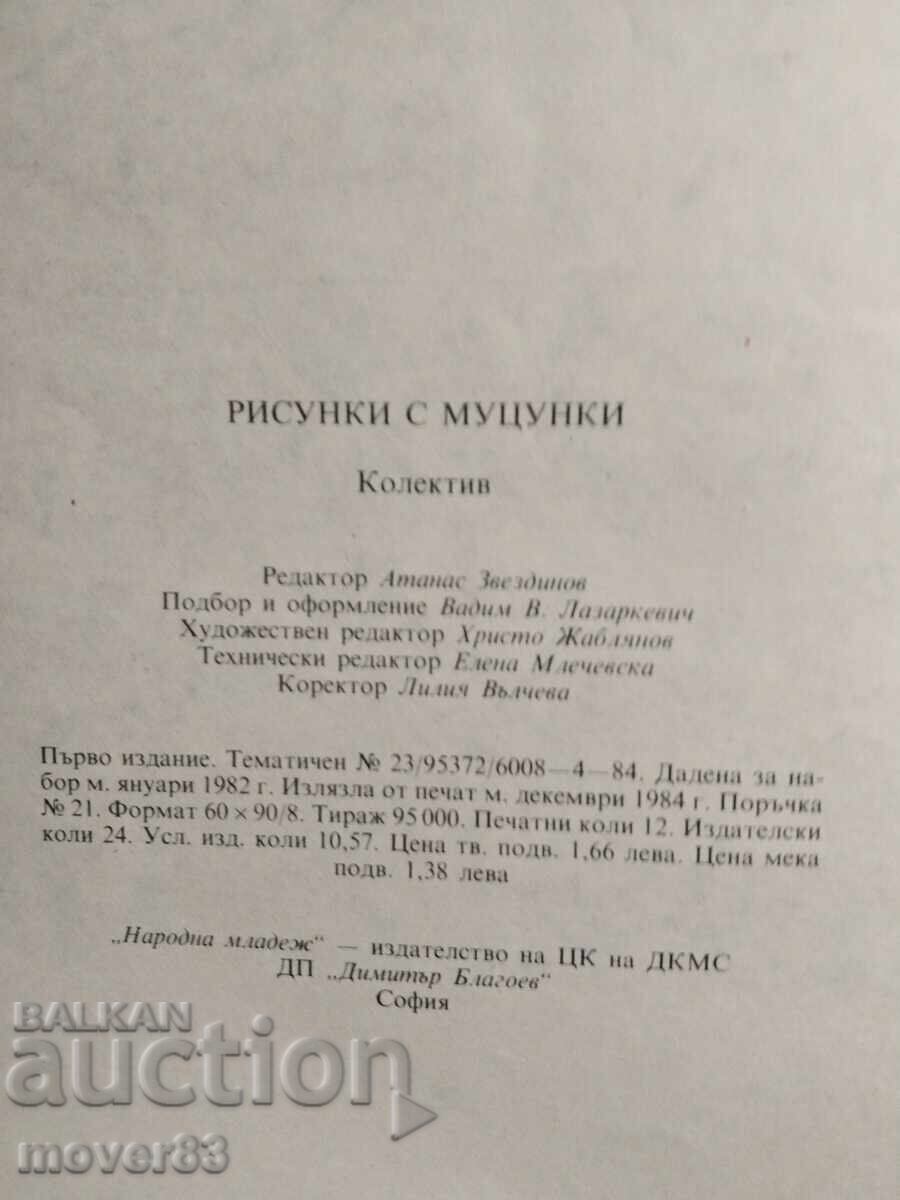 РИСУНКИ С МУЦУНКИ
Колектив
Редактор Атанас Звездинов
Подбор и оформление Вадим В. Лазаркевич
Художествен редактор Христо Жаблянов
Технически редактор Елена Млечевска
Коректор Лилия Вълчева
Първо издание. Тематичен № 23/95372/6008—4—84. Дадена за на-
бор м. януари 1982 г. Излязла от печат м. декември 1984 г. Поръчка
№ 21. Формат 60 × 90/8. Тираж 95 000. Печатни коли 12. Издателски
коли 24. Усл. изд. коли 10,57. Цена тв. подв. 1,66 лева. Цена мека
подв. 1,38 лева
„Народна младеж“ — издателство на ЦК на ДКМС
ДП „Димитър Благоев“
София
BALKAN
auction
mover83